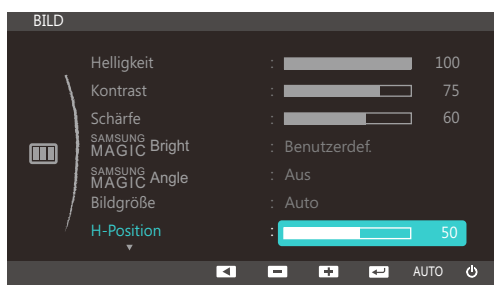 BILD
Helligkeit : 100
Kontrast : 75
Schärfe : 60
SAMSUNG MAGIC Bright : Benutzerdef.
SAMSUNG MAGIC Angle : Aus
Bildgröße : Auto
H-Position : 50
AUTO